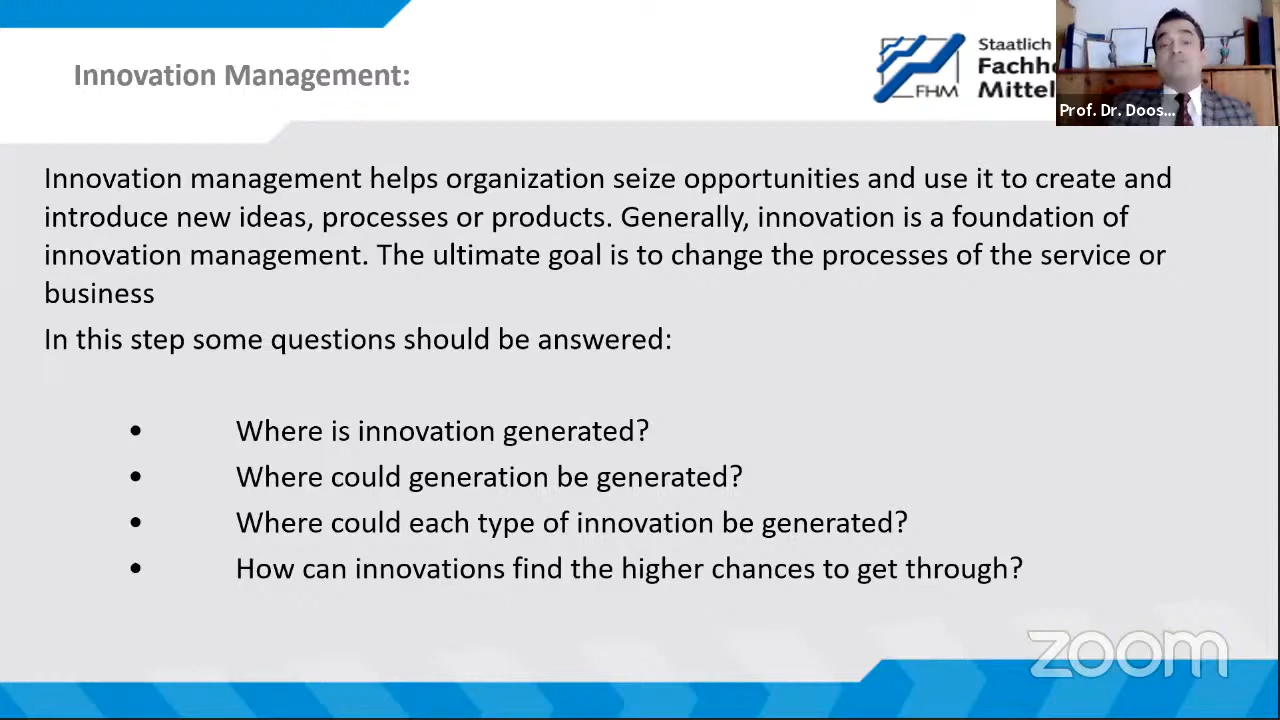 Innovation Management:
FHM
Staatlich
Fachho
Mittel
Prof. Dr. Doos...
Innovation management helps organization seize opportunities and use it to create and
introduce new ideas, processes or products. Generally, innovation is a foundation of
innovation management. The ultimate goal is to change the processes of the service or
business
In this step some questions should be answered:
• Where is innovation generated?
• Where could generation be generated?
• Where could each type of innovation be generated?
• How can innovations find the higher chances to get through?
zoom